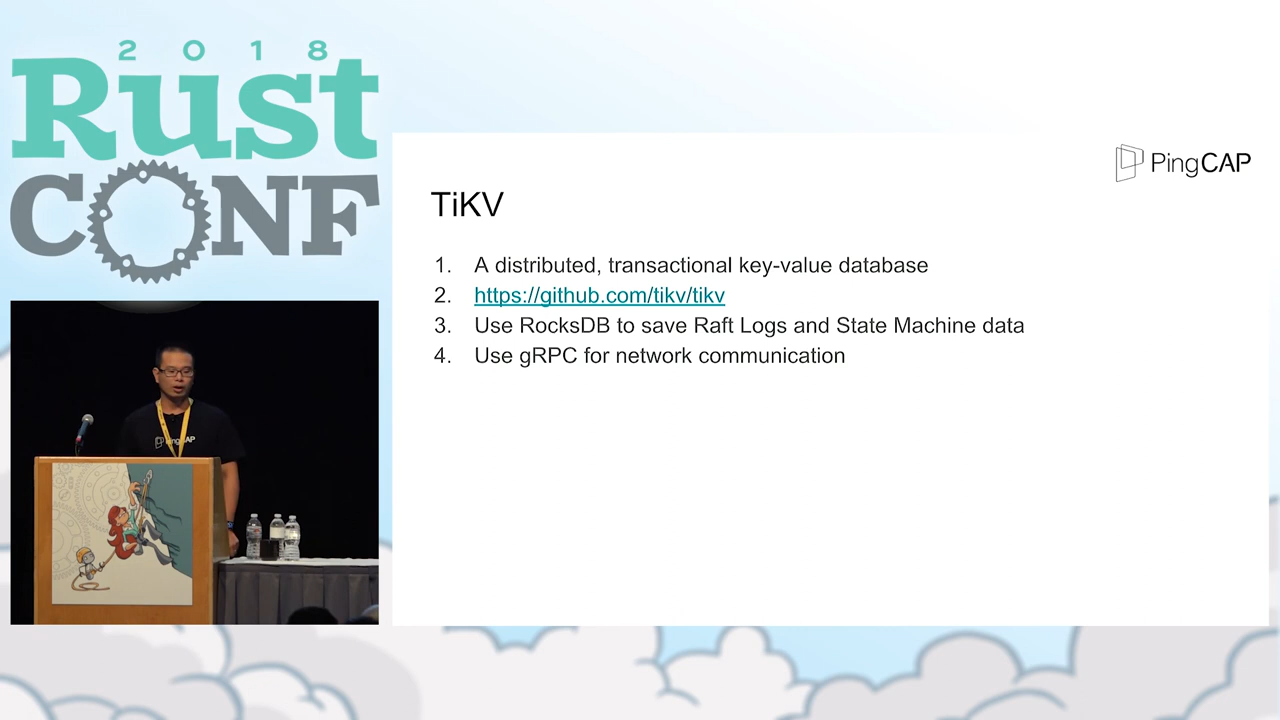 2018
Rust
CONF
PingCAP
TiKV
1. A distributed, transactional key-value database
2. https://github.com/tikv/tikv
3. Use RocksDB to save Raft Logs and State Machine data
4. Use gRPC for network communication
PingCAP